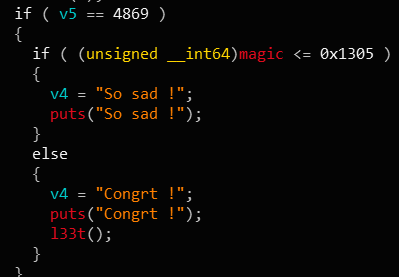 if ( v5 == 4869 )
{
if ( (unsigned __int64)magic <= 0x1305 )
{
v4 = "So sad !";
puts("So sad !");
}
else
{
v4 = "Congrt !";
puts("Congrt !");
l33t();
}
}